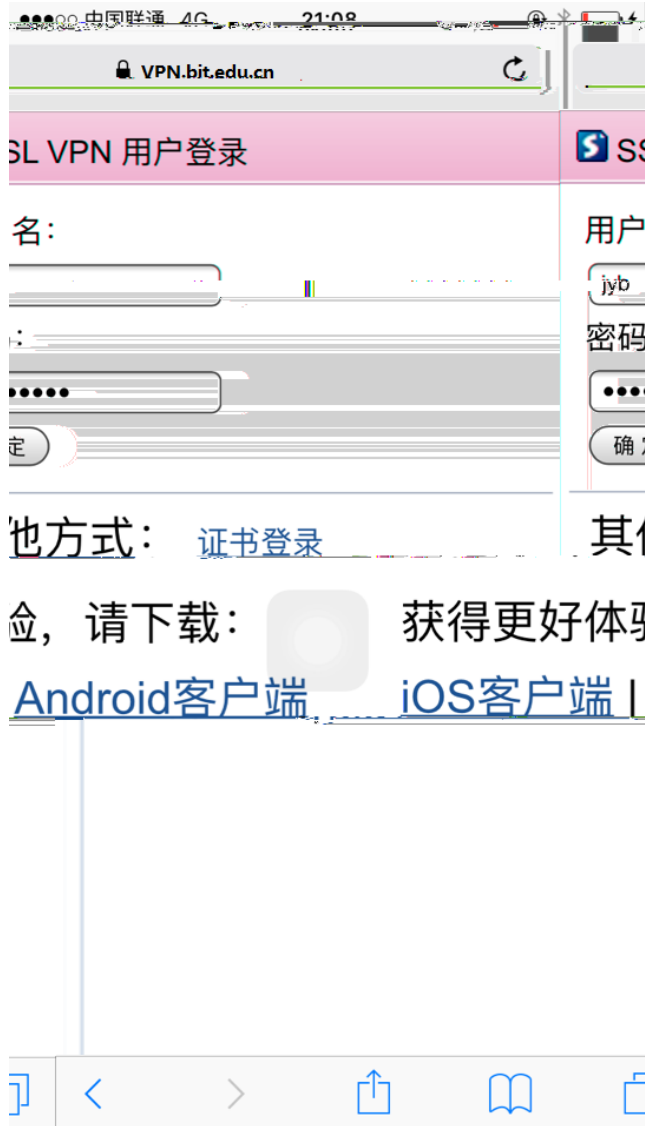 中国联通 4G 21:08
VPN.bit.edu.cn
SL VPN 用户登录 SS
名： 用户
jyb
： 密码
••••• •••
定 确 定
他方式： 证书登录 其他
验，请下载： 获得更好体验
Android客户端 iOS客户端 |